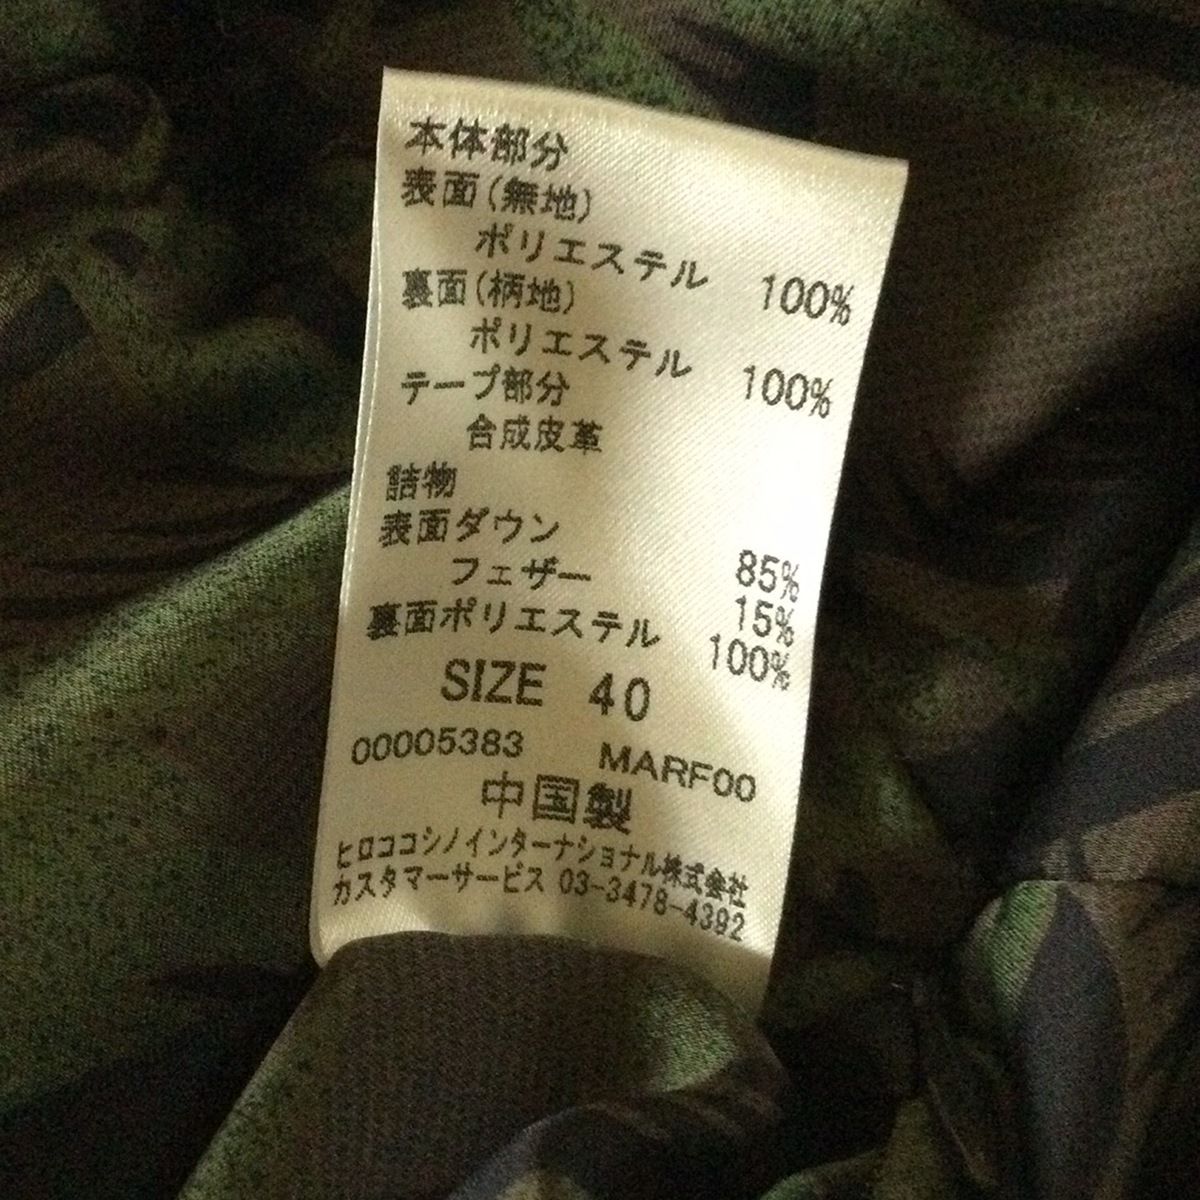 本体部分
表面(無地)
ポリエステル 100%
裏面(柄地)
ポリエステル 100%
テープ部分
合成皮革
詰物
表面ダウン 85%
フェザー 15%
裏面ポリエステル 100%
SIZE 40
00005383 MARF00
中国製
ヒロココシノインターナショナル株式会社
カスタマーサービス 03-3478-4392